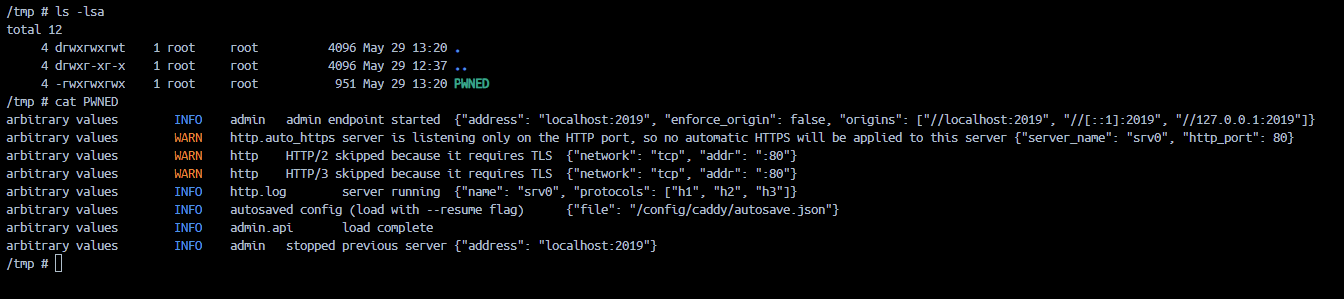 /tmp # ls -lsa
total 12
4 drwxrwxrwt 1 root root 4096 May 29 13:20 .
4 drwxr-xr-x 1 root root 4096 May 29 12:37 ..
4 -rwxrwxrwx 1 root root 951 May 29 13:20 PWNED
/tmp # cat PWNED
arbitrary values INFO admin admin endpoint started {"address": "localhost:2019", "enforce_origin": false, "origins": ["//localhost:2019", "//[::1]:2019", "//127.0.0.1:2019"]}
arbitrary values WARN http.auto_https server is listening only on the HTTP port, so no automatic HTTPS will be applied to this server {"server_name": "srv0", "http_port": 80}
arbitrary values WARN http HTTP/2 skipped because it requires TLS {"network": "tcp", "addr": ":80"}
arbitrary values WARN http HTTP/3 skipped because it requires TLS {"network": "tcp", "addr": ":80"}
arbitrary values INFO http.log server running {"name": "srv0", "protocols": ["h1", "h2", "h3"]}
arbitrary values INFO autosaved config (load with --resume flag) {"file": "/config/caddy/autosave.json"}
arbitrary values INFO admin.api load complete
arbitrary values INFO admin stopped previous server {"address": "localhost:2019"}
/tmp #